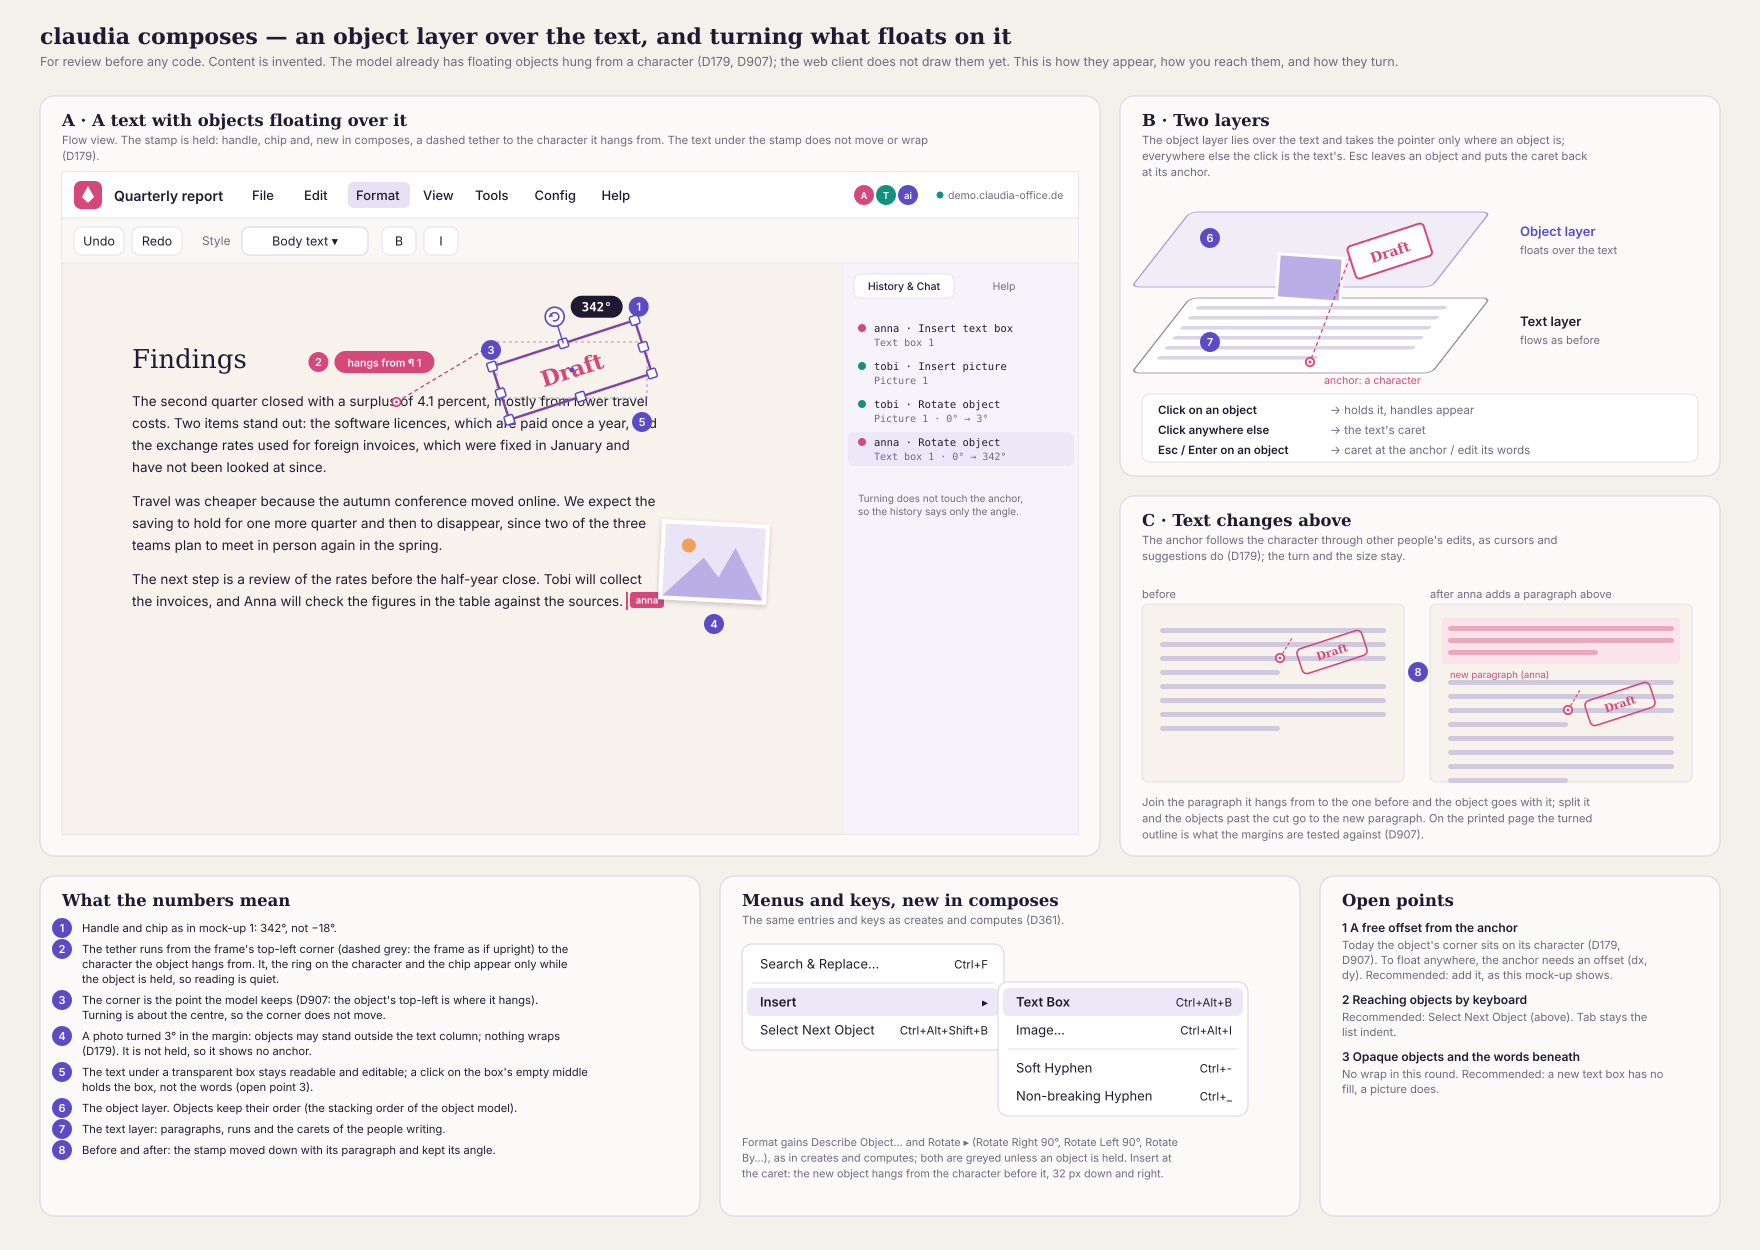 claudia composes — an object layer over the text, and turning what floats on it
For review before any code. Content is invented. The model already has floating objects hung from a character (D179, D907); the web client does not draw them yet. This is how they appear, how you reach them, and how they turn.
A · A text with objects floating over it
Flow view. The stamp is held: handle, chip and, new in composes, a dashed tether to the character it hangs from. The text under the stamp does not move or wrap
(D179).
Quarterly report File Edit Format View Tools Config Help A T ai demo.claudia-office.de
Undo Redo Style Body text ▾ B I
342° 1
3
Findings
2 hangs from ¶ 1
Draft
The second quarter closed with a surplus of 4.1 percent, mostly from lower travel
costs. Two items stand out: the software licences, which are paid once a year, 5 d
the exchange rates used for foreign invoices, which were fixed in January and
have not been looked at since.
Travel was cheaper because the autumn conference moved online. We expect the
saving to hold for one more quarter and then to disappear, since two of the three
teams plan to meet in person again in the spring.
The next step is a review of the rates before the half-year close. Tobi will collect
the invoices, and Anna will check the figures in the table against the sources. anna
4
History & Chat Help
anna · Insert text box
Text box 1
tobi · Insert picture
Picture 1
tobi · Rotate object
Picture 1 · 0° → 3°
anna · Rotate object
Text box 1 · 0° → 342°
Turning does not touch the anchor,
so the history says only the angle.
B · Two layers
The object layer lies over the text and takes the pointer only where an object is;
everywhere else the click is the text's. Esc leaves an object and puts the caret back
at its anchor.
6
Draft
Object layer
floats over the text
7
Text layer
flows as before
anchor: a character
Click on an object → holds it, handles appear
Click anywhere else → the text's caret
Esc / Enter on an object → caret at the anchor / edit its words
C · Text changes above
The anchor follows the character through other people's edits, as cursors and
suggestions do (D179); the turn and the size stay.
before
Draft
8
after anna adds a paragraph above
new paragraph (anna)
Draft
Join the paragraph it hangs from to the one before and the object goes with it; split it
and the objects past the cut go to the new paragraph. On the printed page the turned
outline is what the margins are tested against (D907).
What the numbers mean
1 Handle and chip as in mock-up 1: 342°, not −18°.
2 The tether runs from the frame's top-left corner (dashed grey: the frame as if upright) to the
character the object hangs from. It, the ring on the character and the chip appear only while
the object is held, so reading is quiet.
3 The corner is the point the model keeps (D907: the object's top-left is where it hangs).
Turning is about the centre, so the corner does not move.
4 A photo turned 3° in the margin: objects may stand outside the text column; nothing wraps
(D179). It is not held, so it shows no anchor.
5 The text under a transparent box stays readable and editable; a click on the box's empty middle
holds the box, not the words (open point 3).
6 The object layer. Objects keep their order (the stacking order of the object model).
7 The text layer: paragraphs, runs and the carets of the people writing.
8 Before and after: the stamp moved down with its paragraph and kept its angle.
Menus and keys, new in composes
The same entries and keys as creates and computes (D361).
Search & Replace... Ctrl+F
Insert ▸
Select Next Object Ctrl+Alt+Shift+B
Text Box Ctrl+Alt+B
Image... Ctrl+Alt+I
Soft Hyphen Ctrl+-
Non-breaking Hyphen Ctrl+_
Format gains Describe Object... and Rotate ▸ (Rotate Right 90°, Rotate Left 90°, Rotate
By...), as in creates and computes; both are greyed unless an object is held. Insert at
the caret: the new object hangs from the character before it, 32 px down and right.
Open points
1 A free offset from the anchor
Today the object's corner sits on its character (D179,
D907). To float anywhere, the anchor needs an offset (dx,
dy). Recommended: add it, as this mock-up shows.
2 Reaching objects by keyboard
Recommended: Select Next Object (above). Tab stays the
list indent.
3 Opaque objects and the words beneath
No wrap in this round. Recommended: a new text box has no
fill, a picture does.